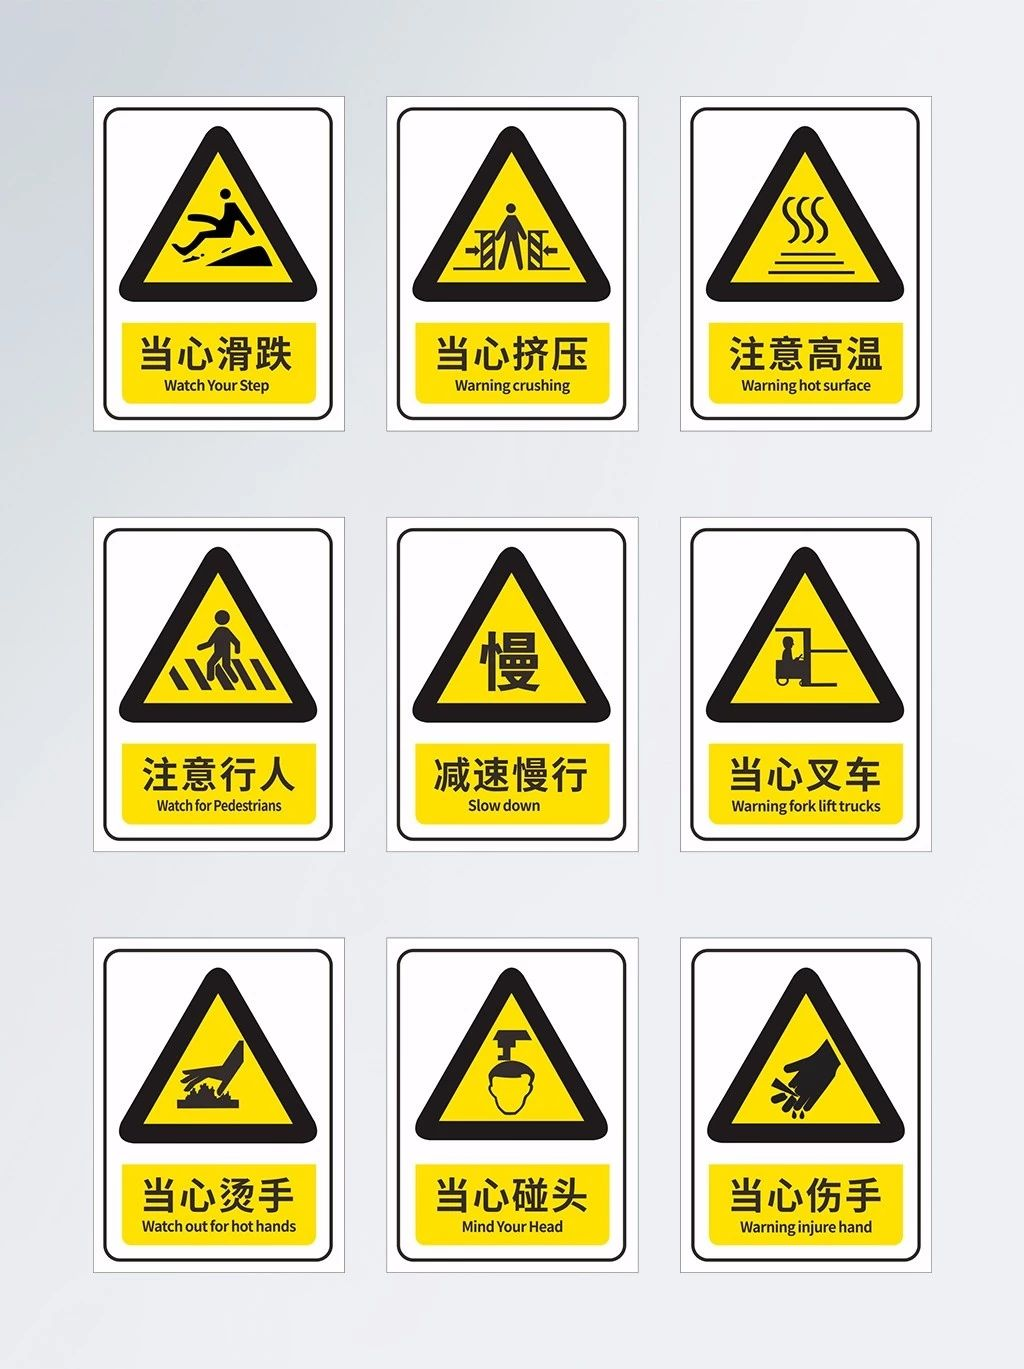 当心滑跌
Watch Your Step
当心挤压
Warning crushing
注意高温
Warning hot surface
注意行人
Watch for Pedestrians
慢
减速慢行
Slow down
当心叉车
Warning fork lift trucks
当心烫手
Watch out for hot hands
当心碰头
Mind Your Head
当心伤手
Warning injure hand